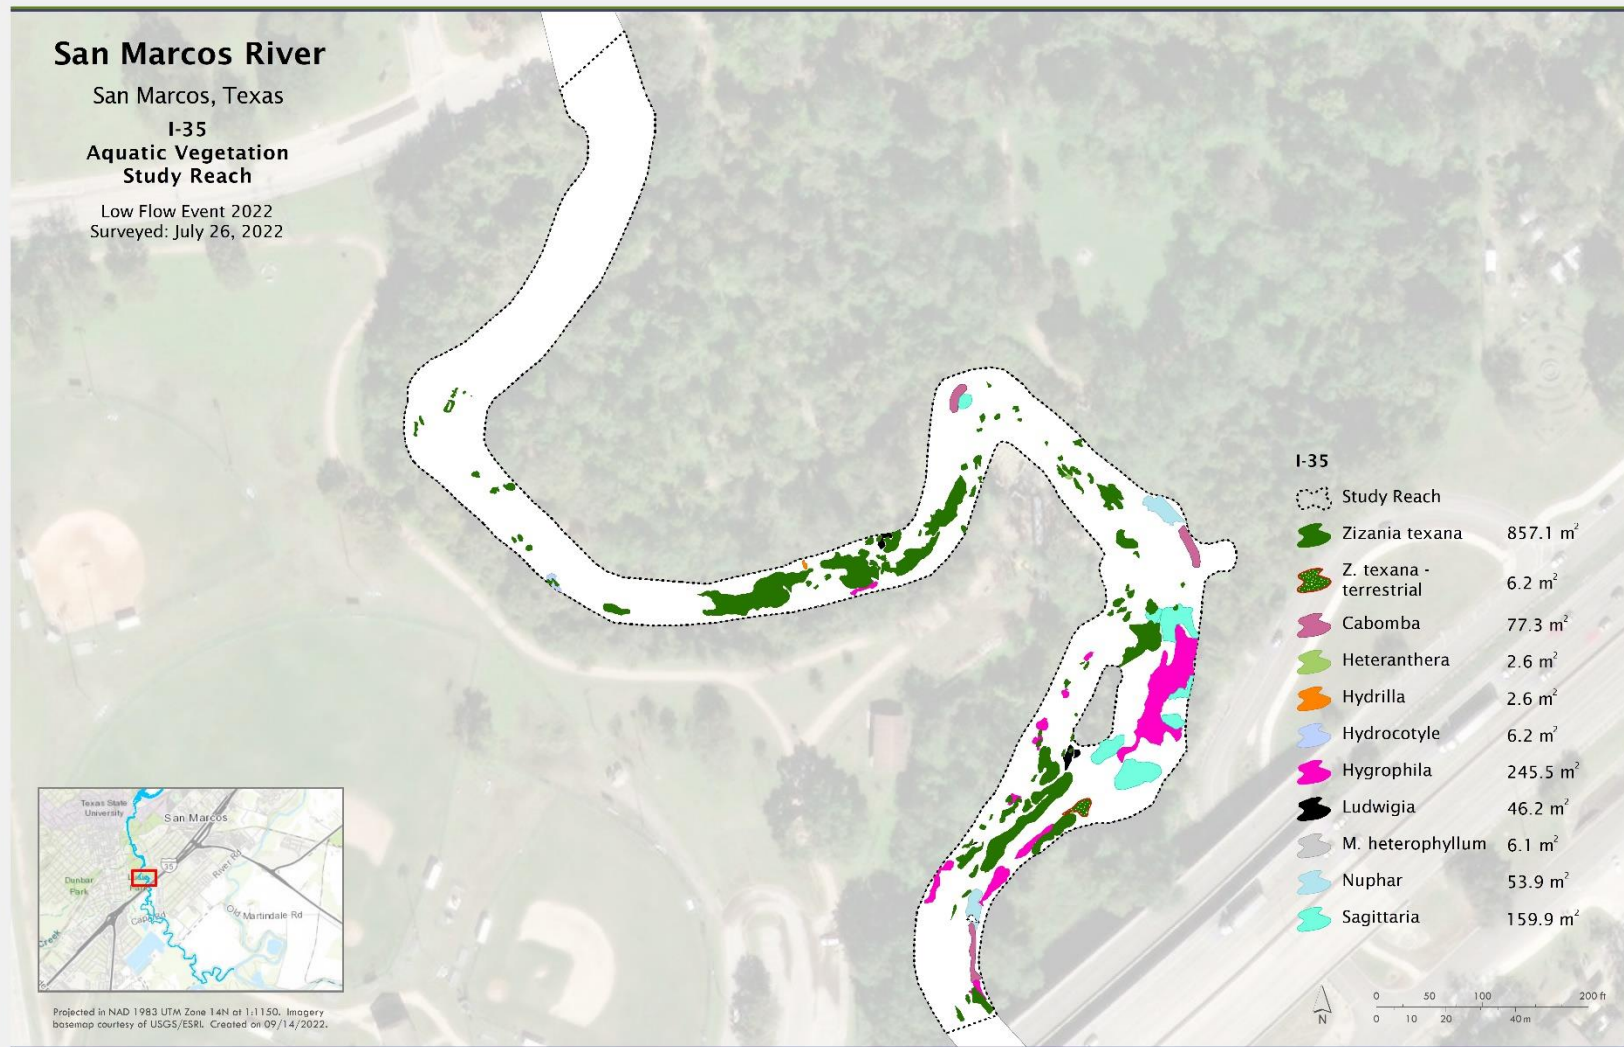 San Marcos River
San Marcos, Texas
I-35
Aquatic Vegetation
Study Reach
Low Flow Event 2022
Surveyed: July 26, 2022
I-35
Study Reach
Zizania texana 857.1 m²
Z. texana -
terrestrial 6.2 m²
Cabomba 77.3 m²
Heteranthera 2.6 m²
Hydrilla 2.6 m²
Hydrocotyle 6.2 m²
Hygrophila 245.5 m²
Ludwigia 46.2 m²
M. heterophyllum 6.1 m²
Nuphar 53.9 m²
Sagittaria 159.9 m²
Texas State
University
San Marcos
35
River Rd
Dunbar
Park
Old Martindale Rd
Creek
Projected in NAD 1983 UTM Zone 14N at 1:1150. Imagery
basemap courtesy of USGS/ESRI. Created on 09/14/2022.
N
0 50 100 200 ft
0 10 20 40 m